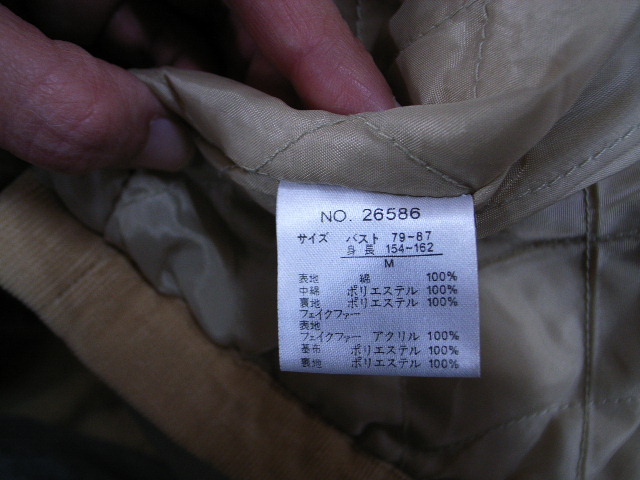 NO. 26586
サイズ バスト 79-87
身長 154-162
M
表地 綿 100%
中綿 ポリエステル 100%
裏地 ポリエステル 100%
フェイクファー
表地
フェイクファー アクリル 100%
基布 ポリエステル 100%
裏地 ポリエステル 100%